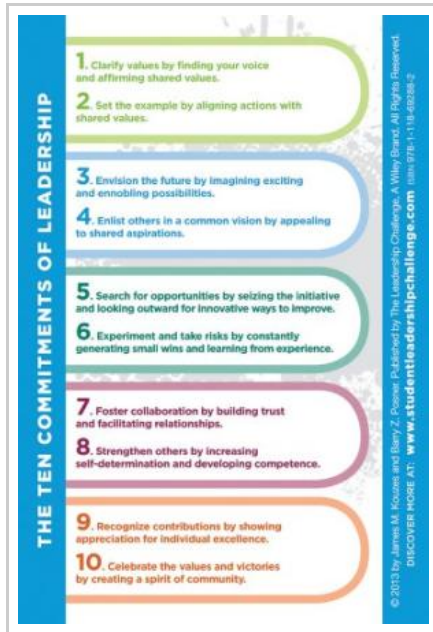 THE TEN COMMITMENTS OF LEADERSHIP
1. Clarify values by finding your voice
and affirming shared values.
2. Set the example by aligning actions with
shared values.
3. Envision the future by imagining exciting
and ennobling possibilities.
4. Enlist others in a common vision by appealing
to shared aspirations.
5. Search for opportunities by seizing the initiative
and looking outward for innovative ways to improve.
6. Experiment and take risks by constantly
generating small wins and learning from experience.
7. Foster collaboration by building trust
and facilitating relationships.
8. Strengthen others by increasing
self-determination and developing competence.
9. Recognize contributions by showing
appreciation for individual excellence.
10. Celebrate the values and victories
by creating a spirit of community.
© 2013 by James M. Kouzes and Barry Z. Posner. Published by The Leadership Challenge, A Wiley Brand. All Rights Reserved.
DISCOVER MORE AT: www.studentleadershipchallenge.com ISBN 978-1-118-69288-2